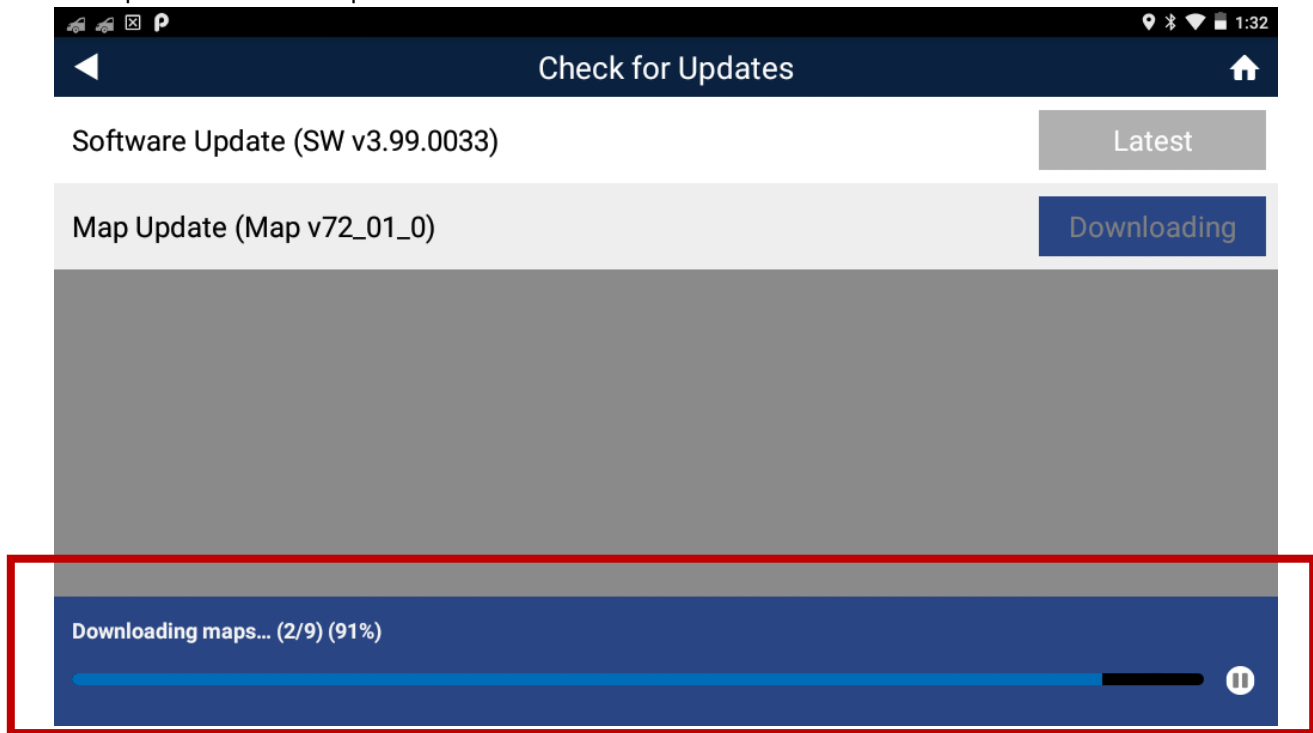 1:32
Check for Updates
Software Update (SW v3.99.0033)
Latest
Map Update (Map v72_01_0)
Downloading
Downloading maps... (2/9) (91%)